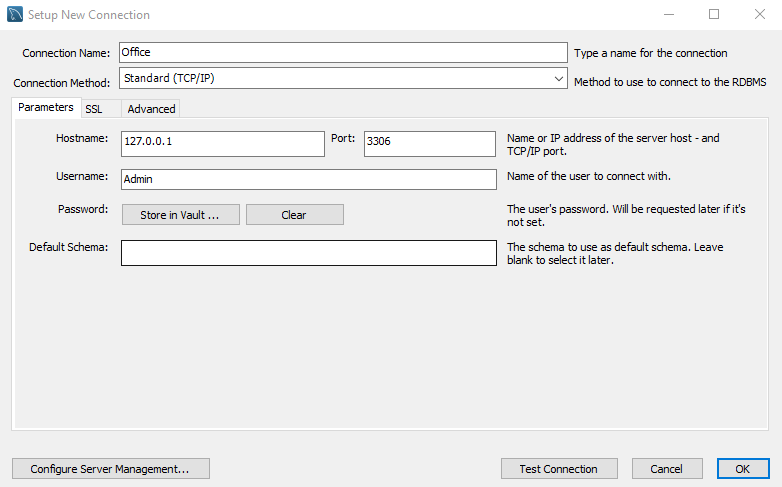 Setup New Connection
Connection Name: Office Type a name for the connection
Connection Method: Standard (TCP/IP) Method to use to connect to the RDBMS
Parameters SSL Advanced
Hostname: 127.0.0.1 Port: 3306 Name or IP address of the server host - and
TCP/IP port.
Username: Admin Name of the user to connect with.
Password: Store in Vault ... Clear The user's password. Will be requested later if it's
not set.
Default Schema: The schema to use as default schema. Leave
blank to select it later.
Configure Server Management... Test Connection Cancel OK